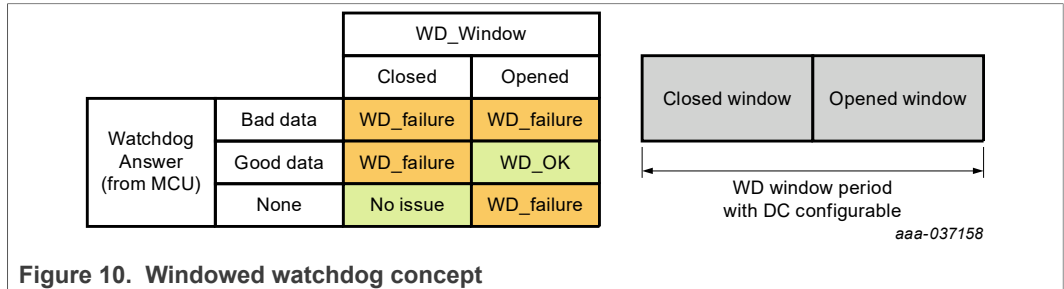 WD_Window
Closed Opened
Watchdog
Answer
(from MCU)
Bad data WD_failure WD_failure
Good data WD_failure WD_OK
None No issue WD_failure
Closed window Opened window
WD window period
with DC configurable
aaa-037158
Figure 10. Windowed watchdog concept